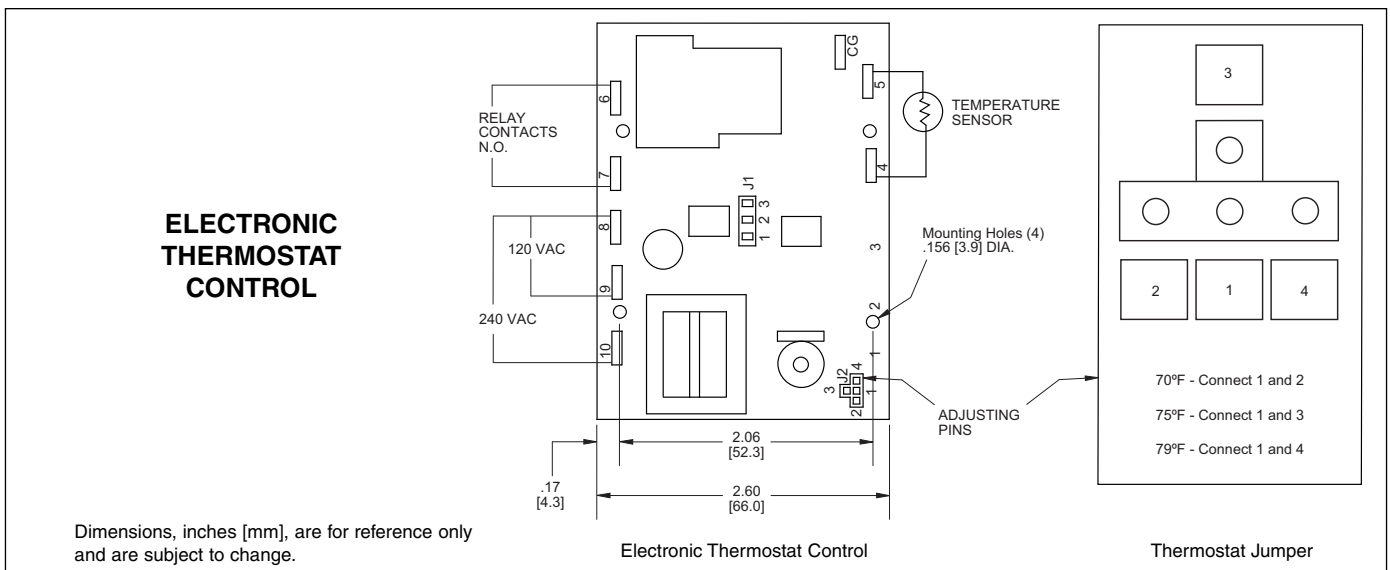 ELECTRONIC
THERMOSTAT
CONTROL
Dimensions, inches [mm], are for reference only
and are subject to change.
RELAY
CONTACTS
N.O.
120 VAC
240 VAC
6
7
8
9
10
CG
5
4
J1
3
2
1
3
2
1
J2
4
3
1
2
TEMPERATURE
SENSOR
Mounting Holes (4)
.156 [3.9] DIA.
ADJUSTING
PINS
2.06
[52.3]
.17
[4.3]
2.60
[66.0]
Electronic Thermostat Control
3
2 1 4
70ºF - Connect 1 and 2
75ºF - Connect 1 and 3
79ºF - Connect 1 and 4
Thermostat Jumper